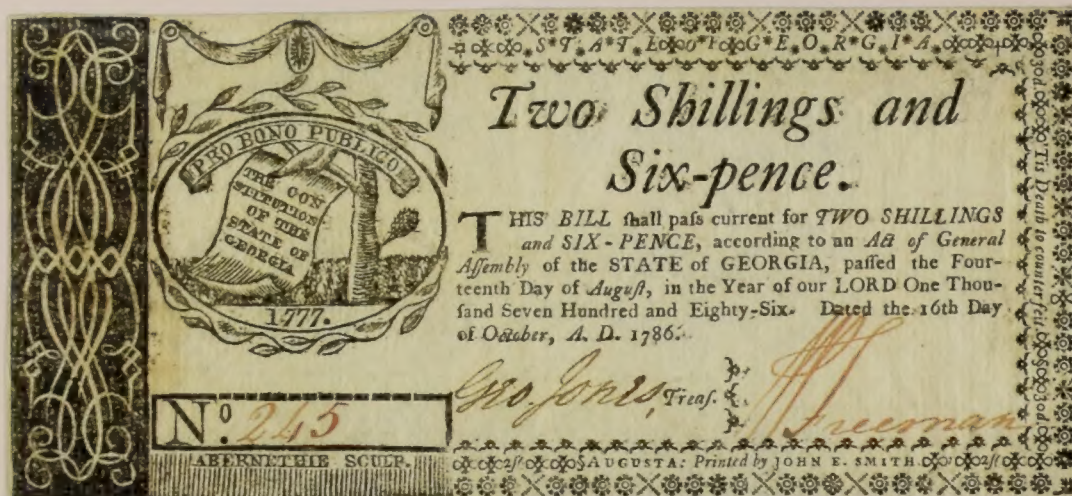 S*T*A*T*E*O*F*G*E*O*R*G*I*A
PRO BONO PUBLICO
THE CON
STITUTION
OF THE
STATE OF
GEORGIA
1777.
Nº. 245
ABERNETHIE SCULP.
Two Shillings and
Six-pence.
THIS BILL ſhall paſs current for TWO SHILLINGS
and SIX-PENCE, according to an Act of General
Aſſembly of the STATE of GEORGIA, paſſed the Four-
teenth Day of Auguſt, in the Year of our LORD One Thou-
ſand Seven Hundred and Eighty-Six. Dated the 16th Day
of October, A. D. 1786.
Geo. Jones, Treaſ.
Freeman
AUGUSTA: Printed by JOHN E. SMITH
30d. 'Tis Death to counterfeit. 30d.